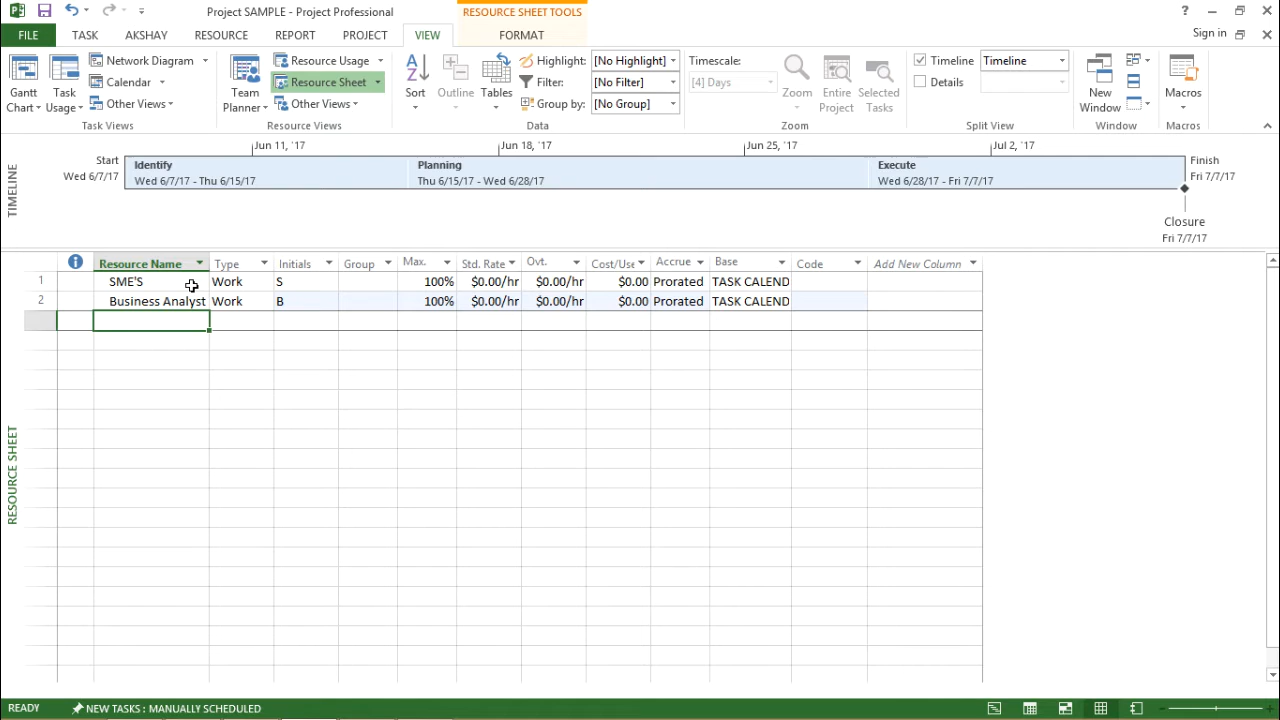 Project SAMPLE - Project Professional
RESOURCE SHEET TOOLS
?
FILE TASK AKSHAY RESOURCE REPORT PROJECT VIEW FORMAT Sign in
Gantt Chart
Task Usage
Network Diagram
Calendar
Other Views
Task Views
Team Planner
Resource Usage
Resource Sheet
Other Views
Resource Views
Sort
Outline
Tables
Highlight: [No Highlight]
Filter: [No Filter]
Group by: [No Group]
Data
Timescale:
[4 Days]
Zoom
Entire Project
Selected Tasks
Zoom
Timeline Timeline
Details
Split View
New Window
Window
Macros
Macros
TIMELINE
Jun 11, '17 Jun 18, '17 Jun 25, '17 Jul 2, '17
Start
Wed 6/7/17
Identify
Wed 6/7/17 - Thu 6/15/17
Planning
Thu 6/15/17 - Wed 6/28/17
Execute
Wed 6/28/17 - Fri 7/7/17
Finish
Fri 7/7/17
Closure
Fri 7/7/17
RESOURCE SHEET
Resource Name Type Initials Group Max. Std. Rate Ovt. Cost/Use Accrue Base Code Add New Column
1 SME'S Work S 100% $0.00/hr $0.00/hr $0.00 Prorated TASK CALEND
2 Business Analyst Work B 100% $0.00/hr $0.00/hr $0.00 Prorated TASK CALEND
READY NEW TASKS : MANUALLY SCHEDULED